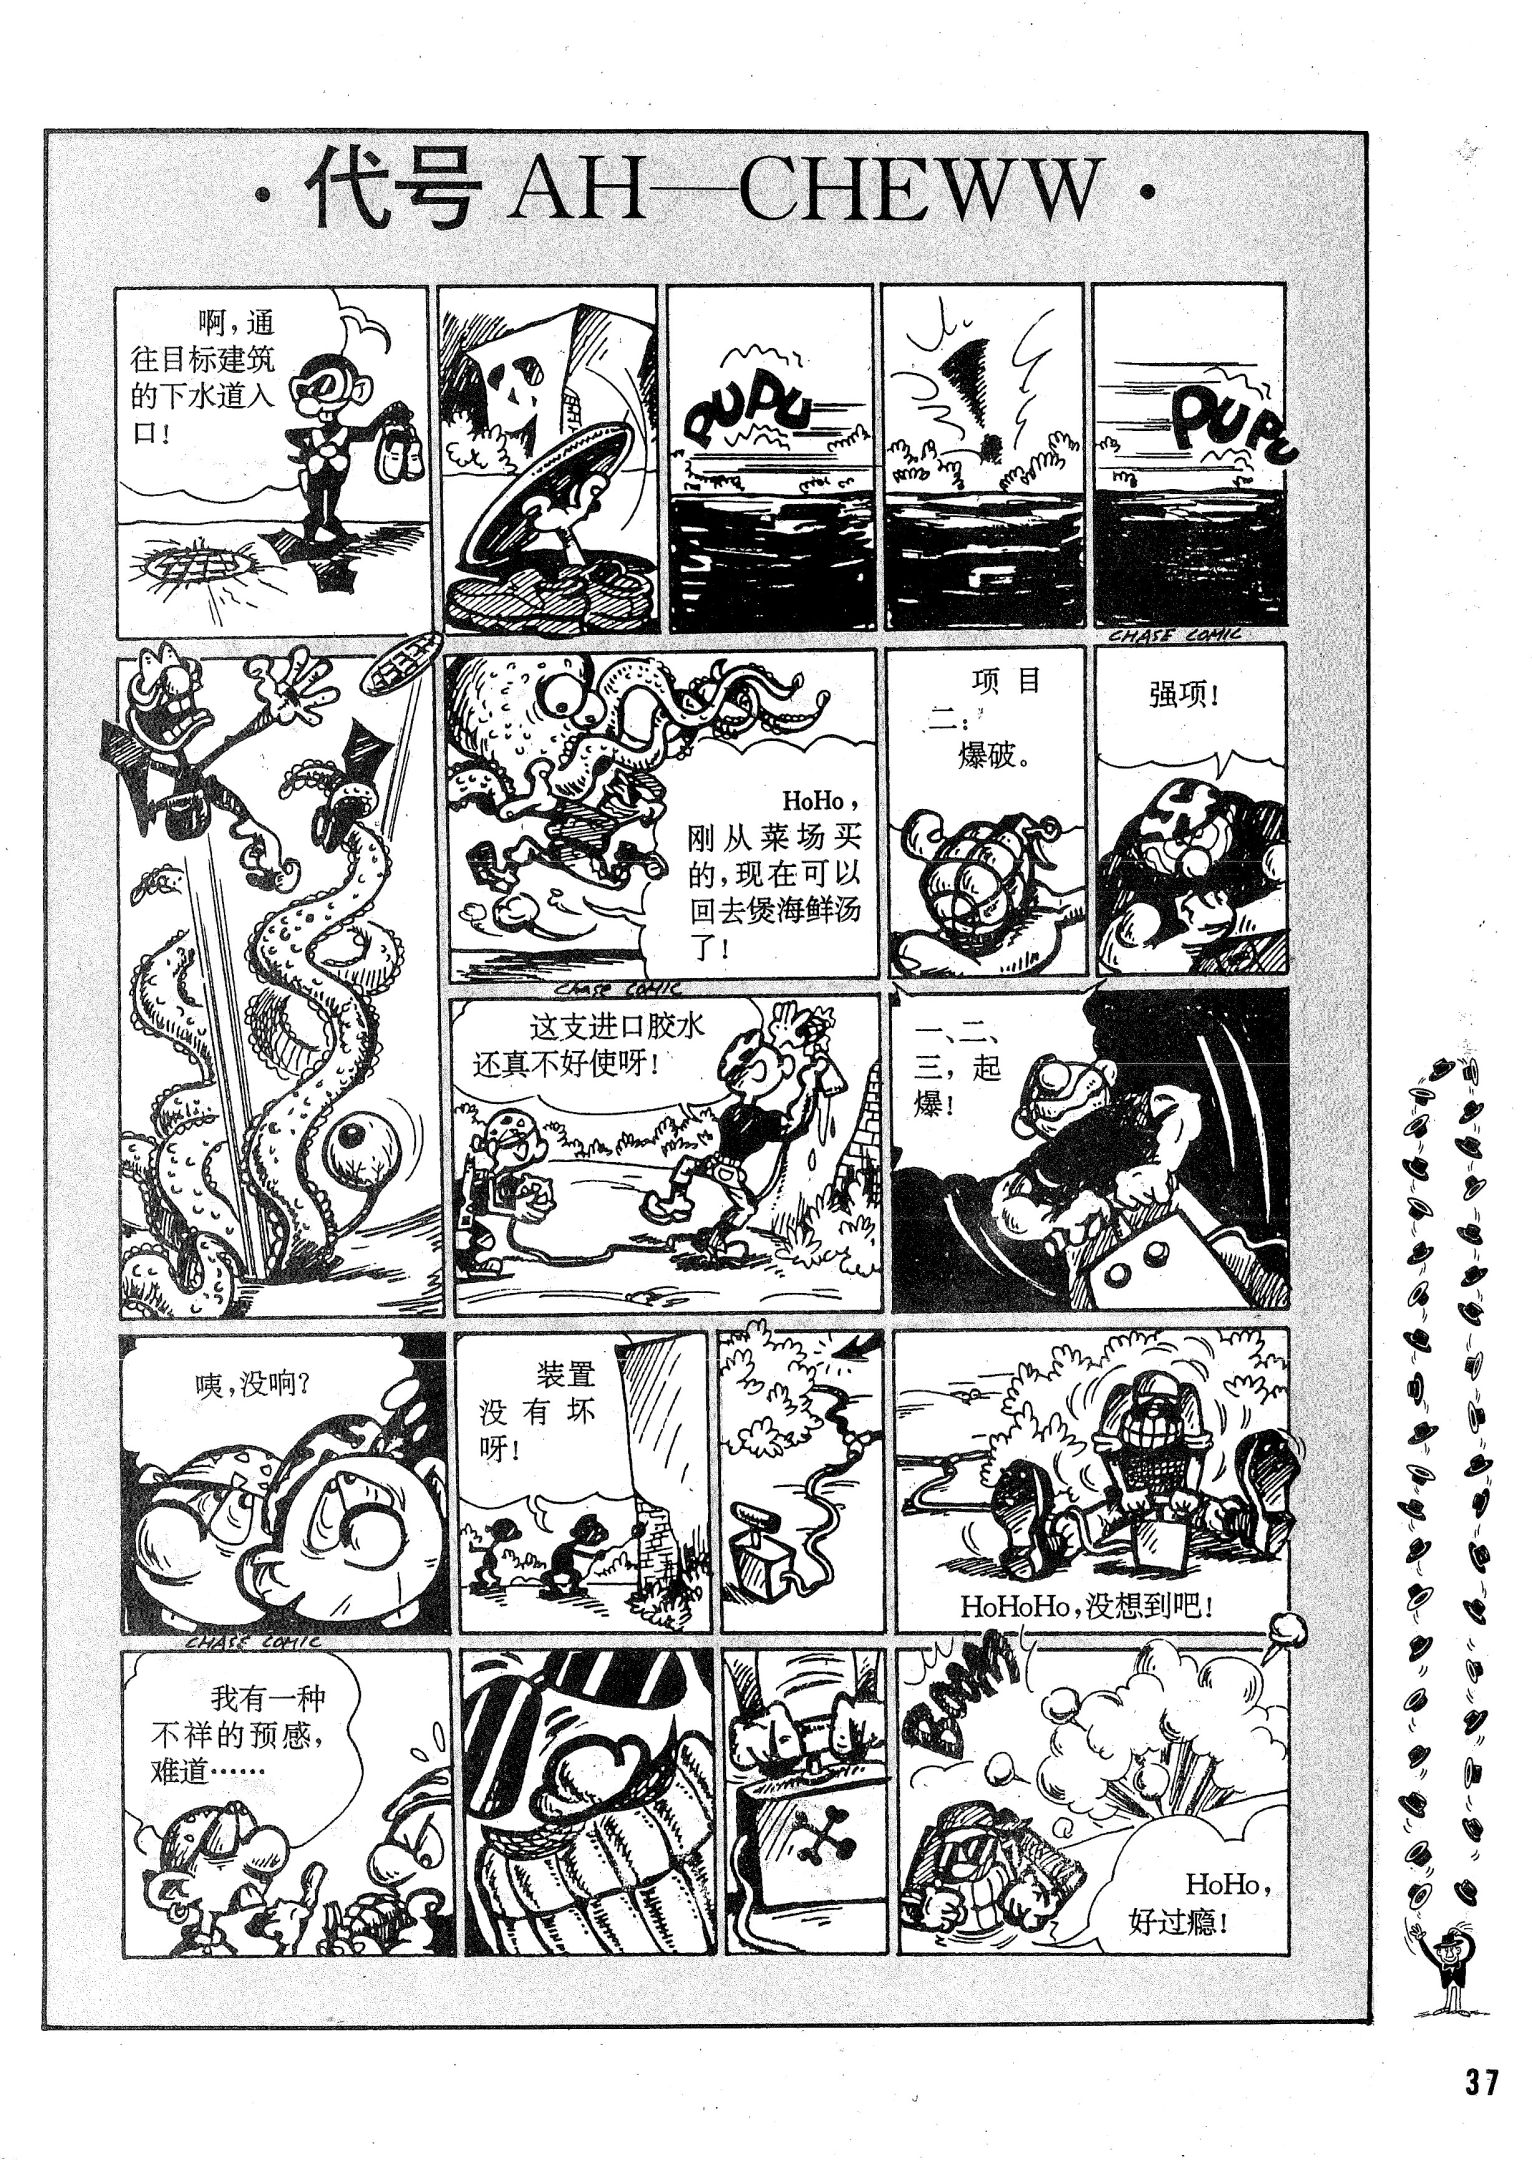 ·代号 AH—CHEWW·
啊，通
往目标建筑
的下水道入
口！
PUPU
PUPU
CHASE COMIC
HoHo，
刚从菜场买
的，现在可以
回去煲海鲜汤
了！
CHASE COMIC
项目
二：
爆破。
强项！
这支进口胶水
还真不好使呀！
一、二、
三，起
爆！
咦，没响？
CHASE COMIC
装置
没有坏
呀！
HoHoHo，没想到吧！
我有一种
不祥的预感，
难道……
BOOM
HoHo，
好过瘾！
37